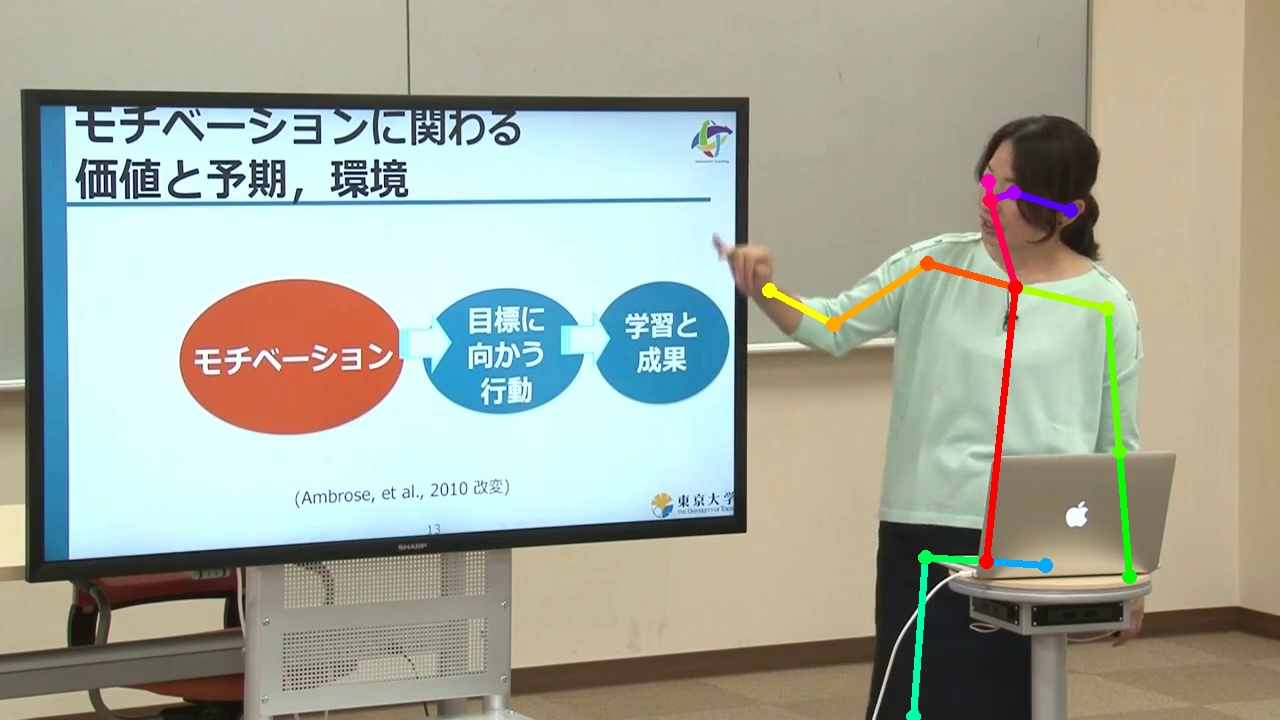 モチベーションに関わる
価値と予期，環境
モチベーション
目標に
向かう
行動
学習と
成果
(Ambrose, et al., 2010 改変)
13
東京大学
SHARP